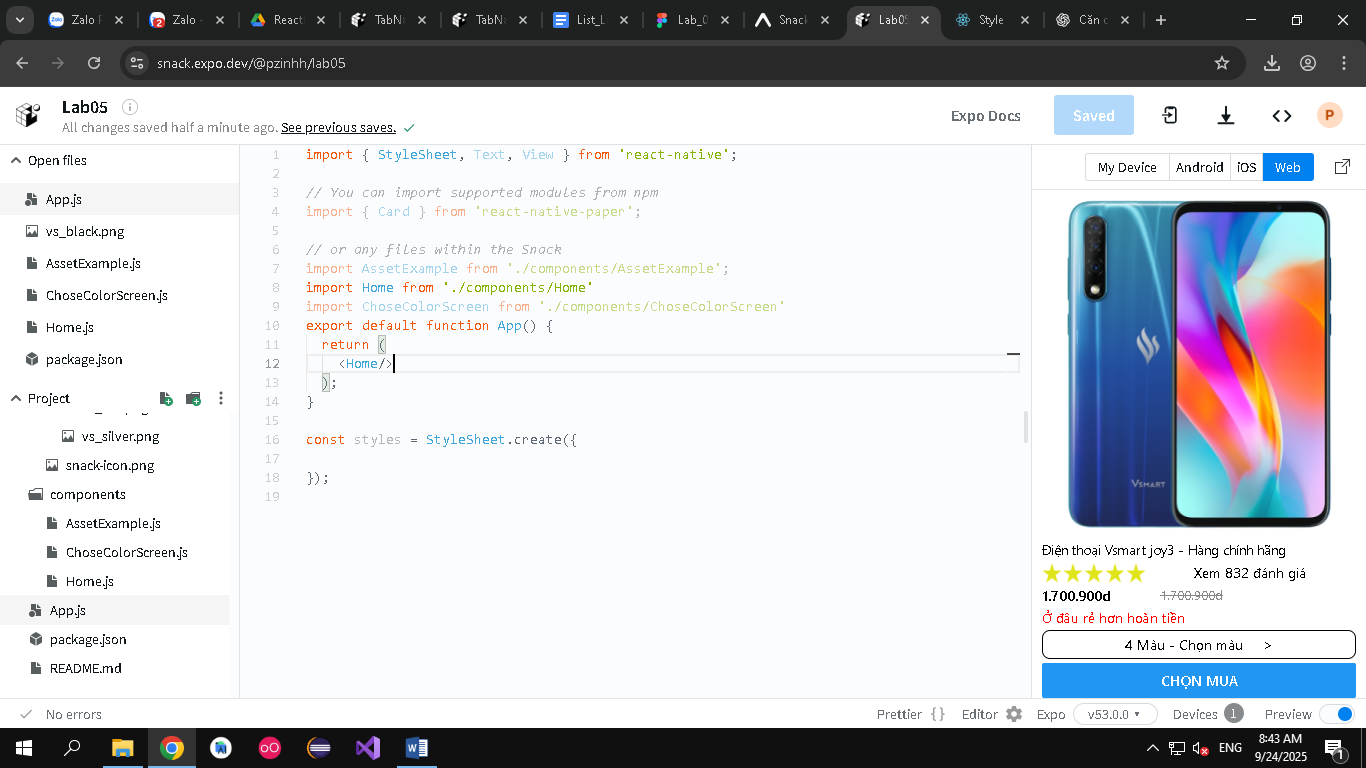 Zalo
Zalo -
React
TabNa
TabNa
List_L
Lab_0
Snack
Lab05
Style
Căn c
snack.expo.dev/@pzinhh/lab05
Lab05
All changes saved half a minute ago. See previous saves.
Expo Docs
Saved
P
Open files
App.js
vs_black.png
AssetExample.js
ChoseColorScreen.js
Home.js
package.json
Project
vs_silver.png
snack-icon.png
components
AssetExample.js
ChoseColorScreen.js
Home.js
App.js
package.json
README.md
1 import { StyleSheet, Text, View } from 'react-native';
2
3 // You can import supported modules from npm
4 import { Card } from 'react-native-paper';
5
6 // or any files within the Snack
7 import AssetExample from './components/AssetExample';
8 import Home from './components/Home'
9 import ChoseColorScreen from './components/ChoseColorScreen'
10 export default function App() {
11 return (
12 <Home/>
13 );
14 }
15
16 const styles = StyleSheet.create({
17
18 });
19
My Device
Android
iOS
Web
VSMART
Điện thoại Vsmart joy3 - Hàng chính hãng
Xem 832 đánh giá
1.700.900đ
1.700.900đ
Ở đâu rẻ hơn hoàn tiền
4 Màu - Chọn màu >
CHỌN MUA
No errors
Prettier { }
Editor
Expo
v53.0.0
Devices 1
Preview
ENG
8:43 AM
9/24/2025
1